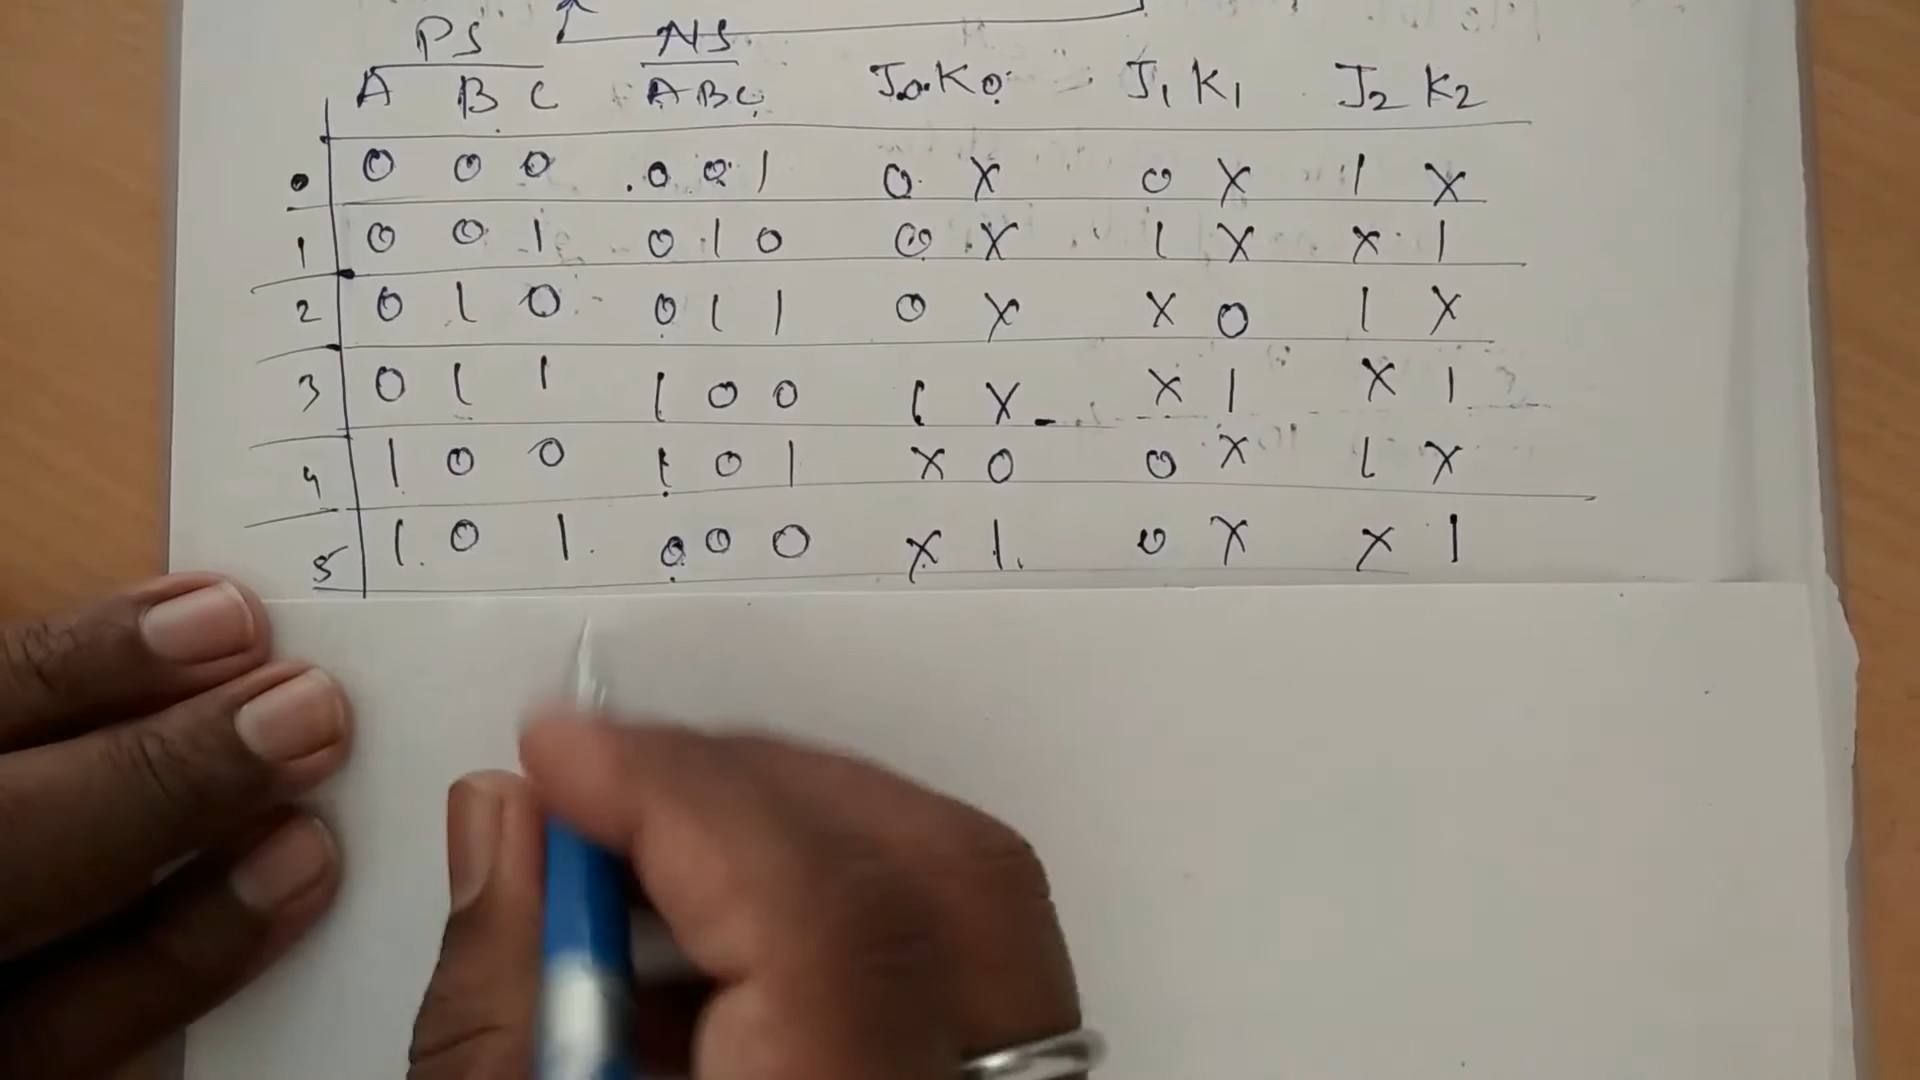 PS NS
A B C A B C J0 K0 J1 K1 J2 K2
0 0 0 0 0 0 1 0 X 0 X 1 X
1 0 0 1 0 1 0 0 X 1 X X 1
2 0 1 0 0 1 1 0 X X 0 1 X
3 0 1 1 1 0 0 1 X X 1 X 1
4 1 0 0 1 0 1 X 0 0 X 1 X
5 1 0 1 0 0 0 X 1 0 X X 1